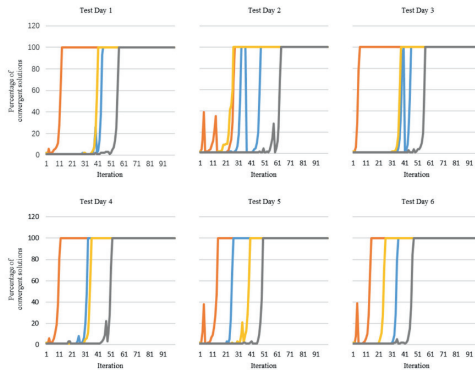 Test Day 1
Test Day 2
Test Day 3
Percentage of
convergent solutions
120
100
80
60
40
20
0
1 11 21 31 41 51 61 71 81 91
1 11 21 31 41 51 61 71 81 91
1 11 21 31 41 51 61 71 81 91
Iteration
Iteration
Iteration
Test Day 4
Test Day 5
Test Day 6
Percentage of
convergent solutions
120
100
80
60
40
20
0
1 11 21 31 41 51 61 71 81 91
1 11 21 31 41 51 61 71 81 91
1 11 21 31 41 51 61 71 81 91
Iteration
Iteration
Iteration